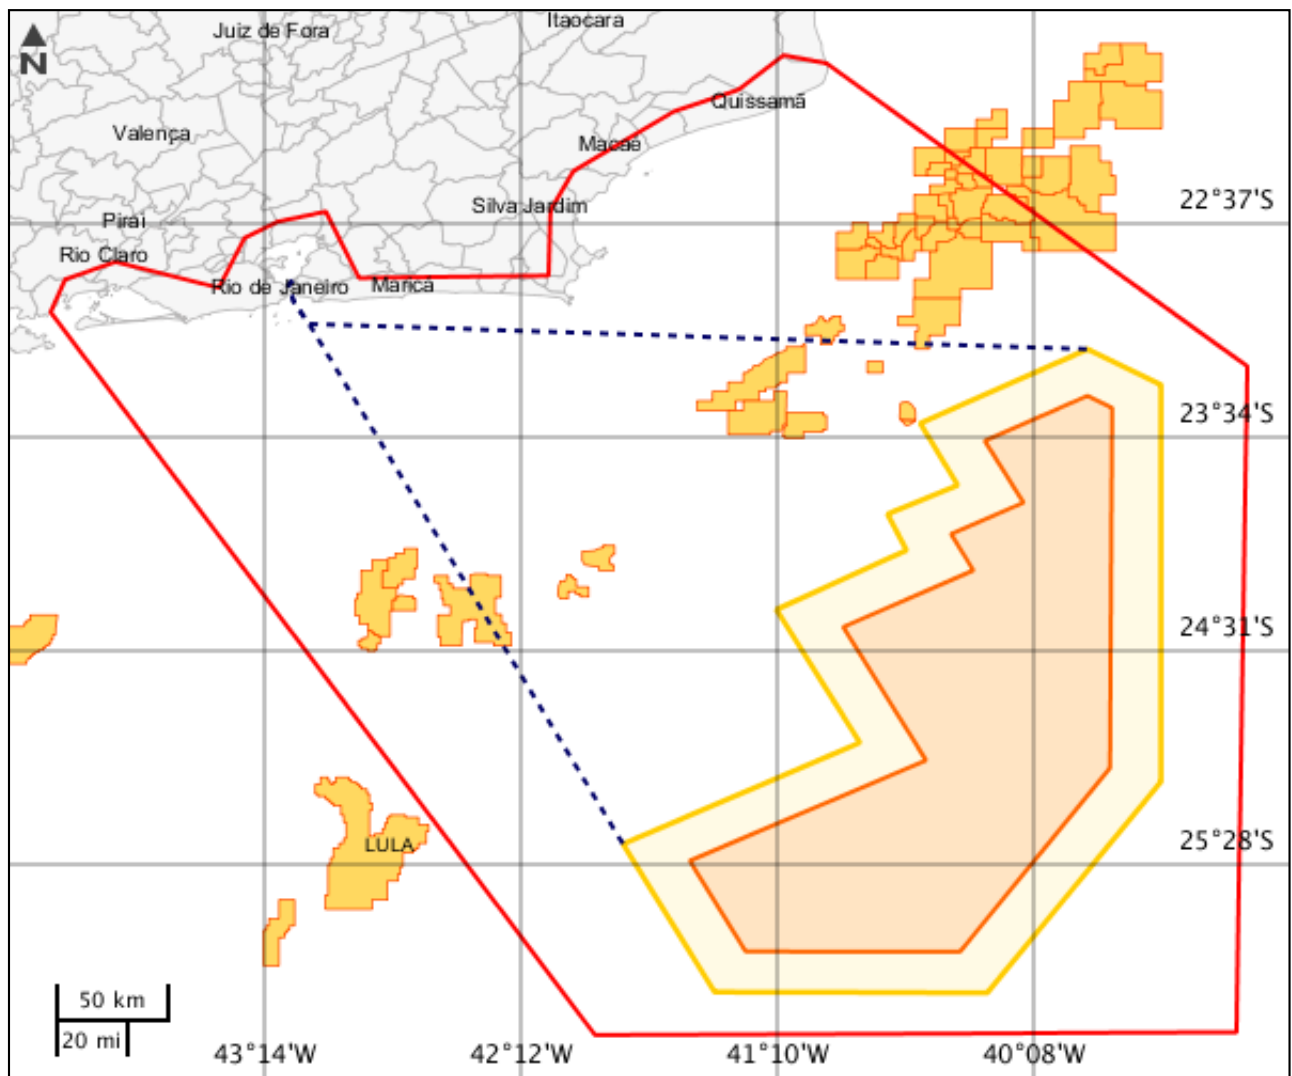 Itaocara
Juiz de Fora
N
Quissamã
Valença
Macaé
22°37'S
Silva Jardim
Piraí
Rio Claro
Rio de Janeiro
Maricá
23°34'S
24°31'S
25°28'S
LULA
50 km
20 mi
43°14'W
42°12'W
41°10'W
40°08'W